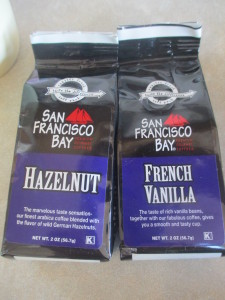 SAN
FRANCISCO
BAY
HAZELNUT
The marvelous taste sensation-
our finest arabica coffee blended with
the flavor of wild German Hazelnuts.
NET WT. 2 OZ (56.7g)
K
SAN
FRANCISCO
BAY
FRENCH
VANILLA
The taste of rich vanilla beans,
together with our fabulous coffee, gives
you a smooth and tasty cup.
NET WT. 2 OZ (56.7g)
K